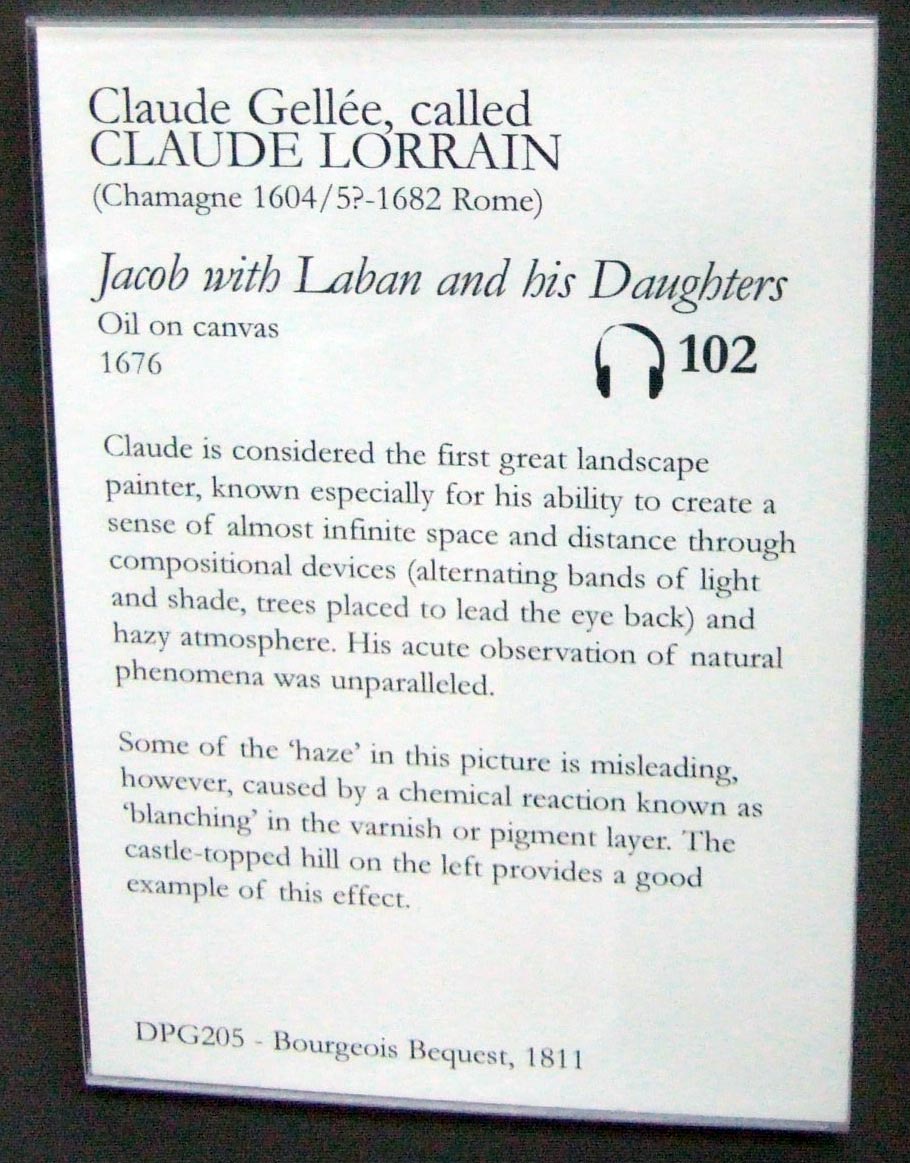 Claude Gellée, called
CLAUDE LORRAIN
(Chamagne 1604/5?-1682 Rome)
Jacob with Laban and his Daughters
Oil on canvas
1676
102
Claude is considered the first great landscape
painter, known especially for his ability to create a
sense of almost infinite space and distance through
compositional devices (alternating bands of light
and shade, trees placed to lead the eye back) and
hazy atmosphere. His acute observation of natural
phenomena was unparalleled.
Some of the ‘haze’ in this picture is misleading,
however, caused by a chemical reaction known as
‘blanching’ in the varnish or pigment layer. The
castle-topped hill on the left provides a good
example of this effect.
DPG205 - Bourgeois Bequest, 1811